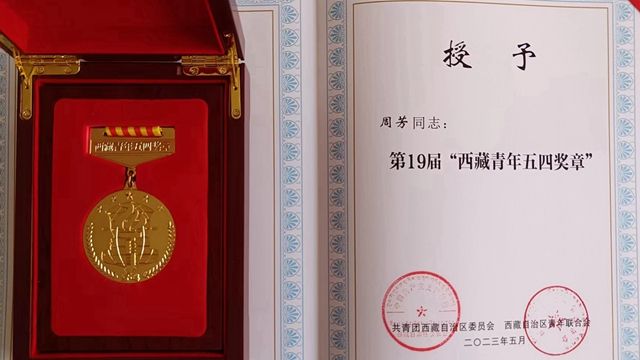 西藏青年五四奖章
授予
周芳同志:
第19届“西藏青年五四奖章”
共青团西藏自治区委员会 西藏自治区青年联合会
二〇二三年五月